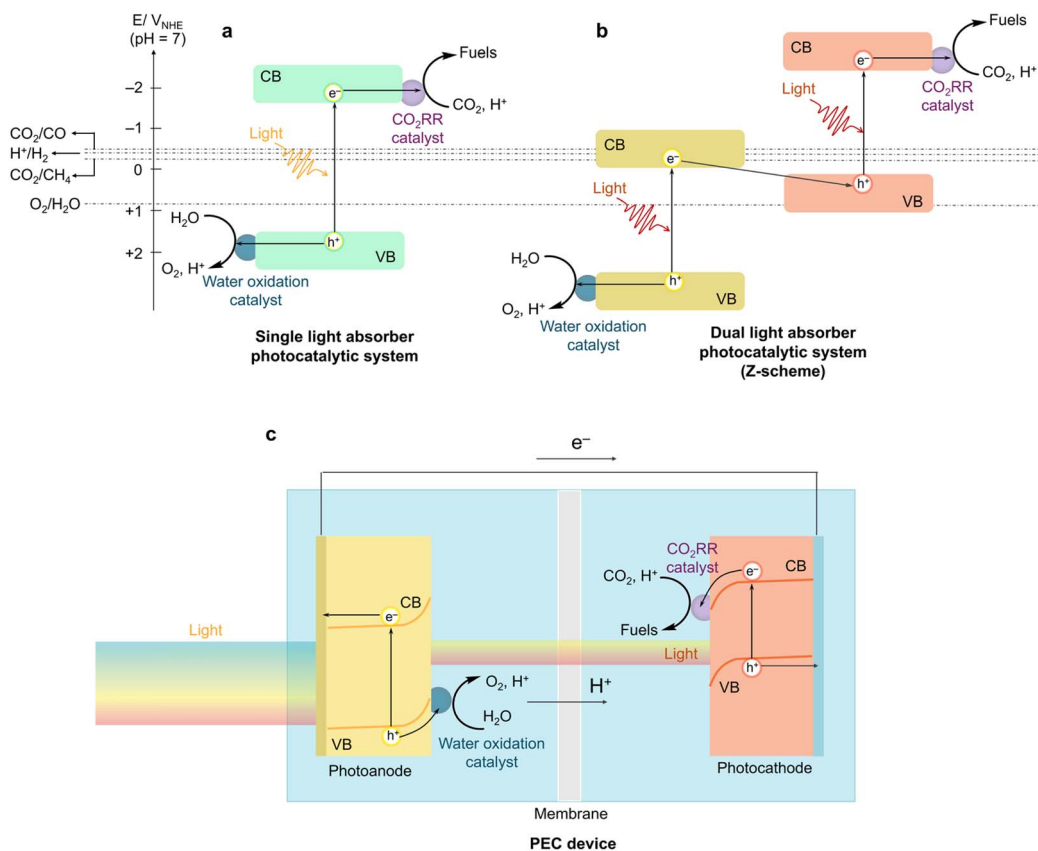 E/ V_NHE
(pH = 7)
–2
–1
0
+1
+2
CO₂/CO
H⁺/H₂
CO₂/CH₄
O₂/H₂O
a
CB
e⁻
Fuels
CO₂, H⁺
CO₂RR
catalyst
Light
H₂O
h⁺
VB
O₂, H⁺
Water oxidation
catalyst
Single light absorber
photocatalytic system
b
CB
e⁻
Fuels
CO₂, H⁺
CO₂RR
catalyst
Light
CB
e⁻
h⁺
VB
Light
H₂O
h⁺
VB
O₂, H⁺
Water oxidation
catalyst
Dual light absorber
photocatalytic system
(Z-scheme)
c
e⁻
Light
CB
e⁻
VB
h⁺
Photoanode
O₂, H⁺
H₂O
Water oxidation
catalyst
H⁺
Membrane
CO₂RR
catalyst
CO₂, H⁺
Fuels
Light
e⁻
CB
h⁺
VB
Photocathode
PEC device